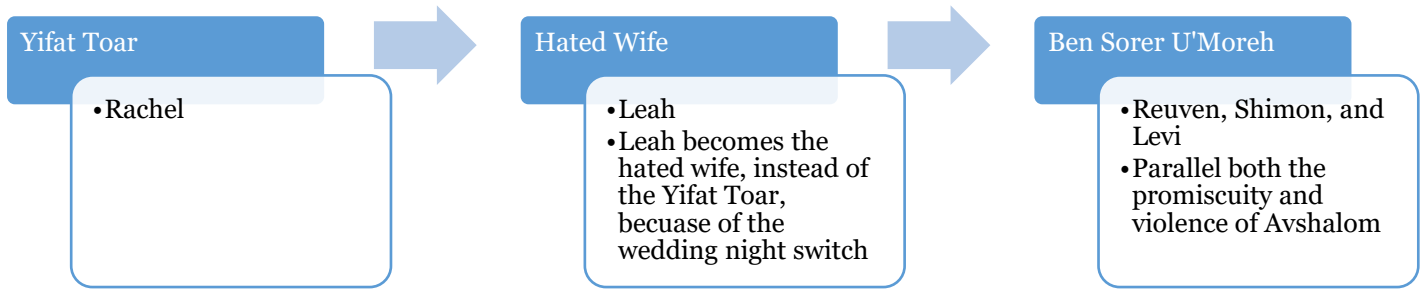 Yifat Toar
•Rachel
Hated Wife
•Leah
•Leah becomes the
hated wife, instead of
the Yifat Toar,
becuase of the
wedding night switch
Ben Sorer U'Moreh
•Reuven, Shimon, and
Levi
•Parallel both the
promiscuity and
violence of Avshalom